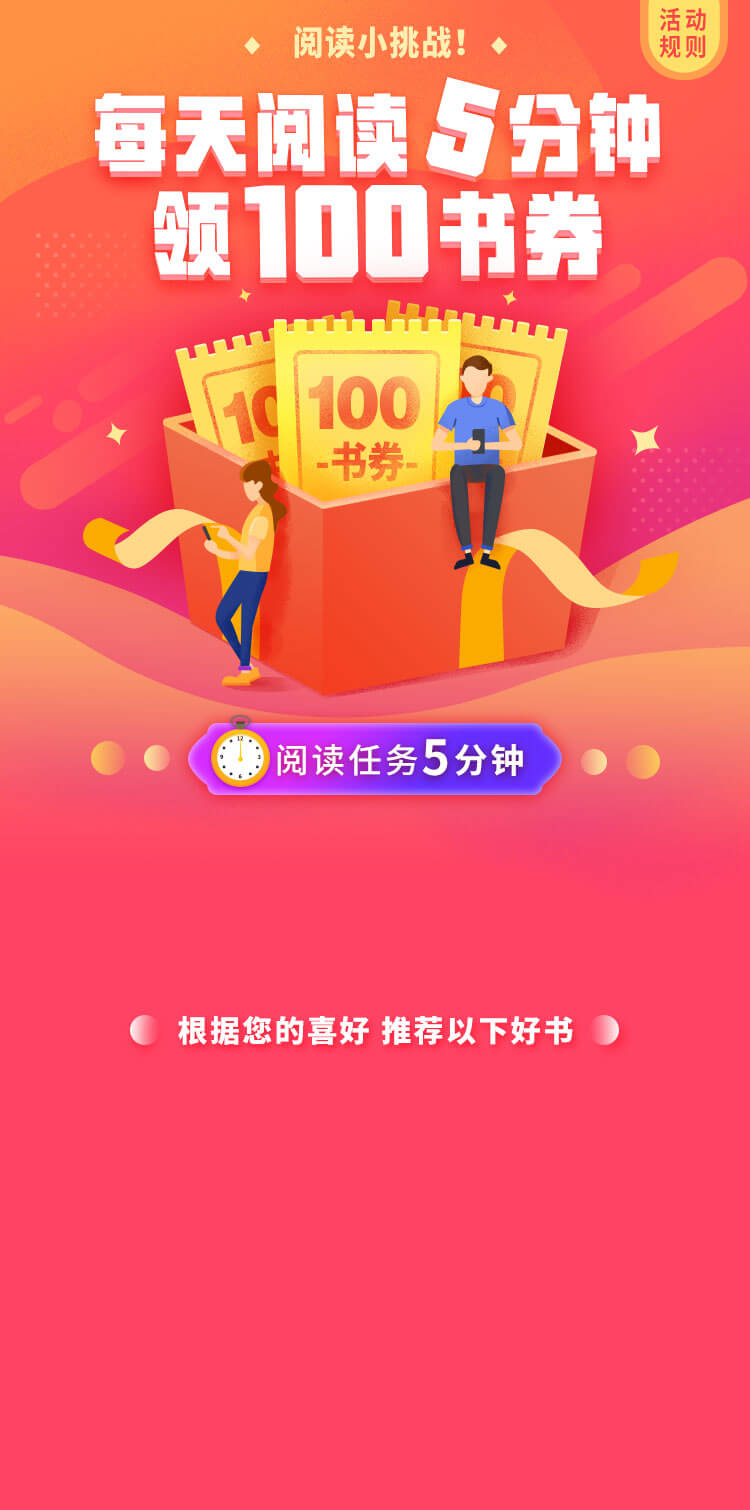 阅读小挑战!
活动
规则
每天阅读5分钟
领100书券
100
-书券-
阅读任务5分钟
根据您的喜好 推荐以下好书